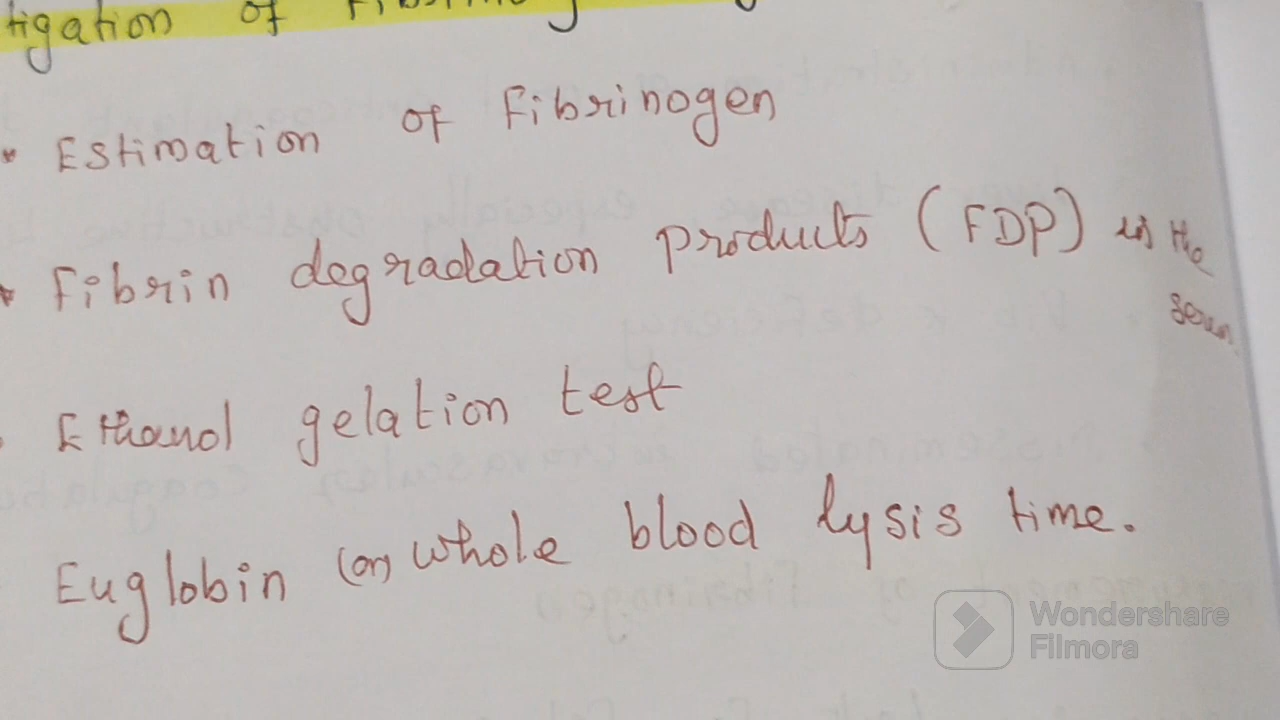 tigation of
• Estimation of Fibrinogen
• Fibrin degradation products (FDP) in the
serum
• Ethanol gelation test
Euglobin (or) whole blood lysis time.
Wondershare
Filmora